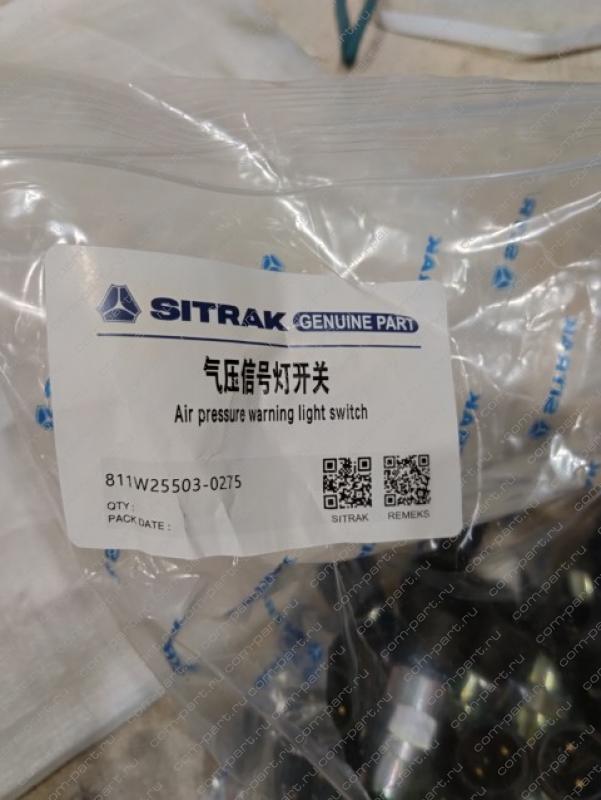 SITRAK GENUINE PART
气压信号灯开关
Air pressure warning light switch
811W25503-0275
QTY :
PACK DATE :
SITRAK REMEKS
SITRAK
com-part.ru